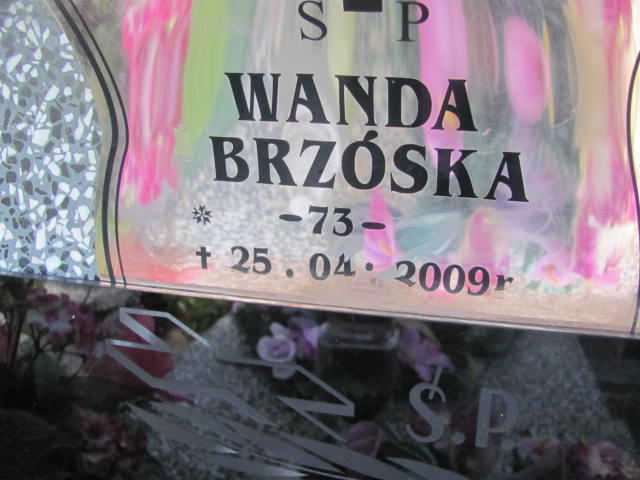 S P
WANDA
BRZÓSKA
* -73-
† 25.04.2009r
Ś.P.